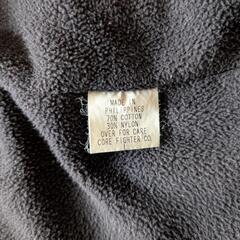 MADE IN
PHILIPPINES
70% COTTON
30% NYLON
OVER FOR CARE
CORE FIGHTER CO.